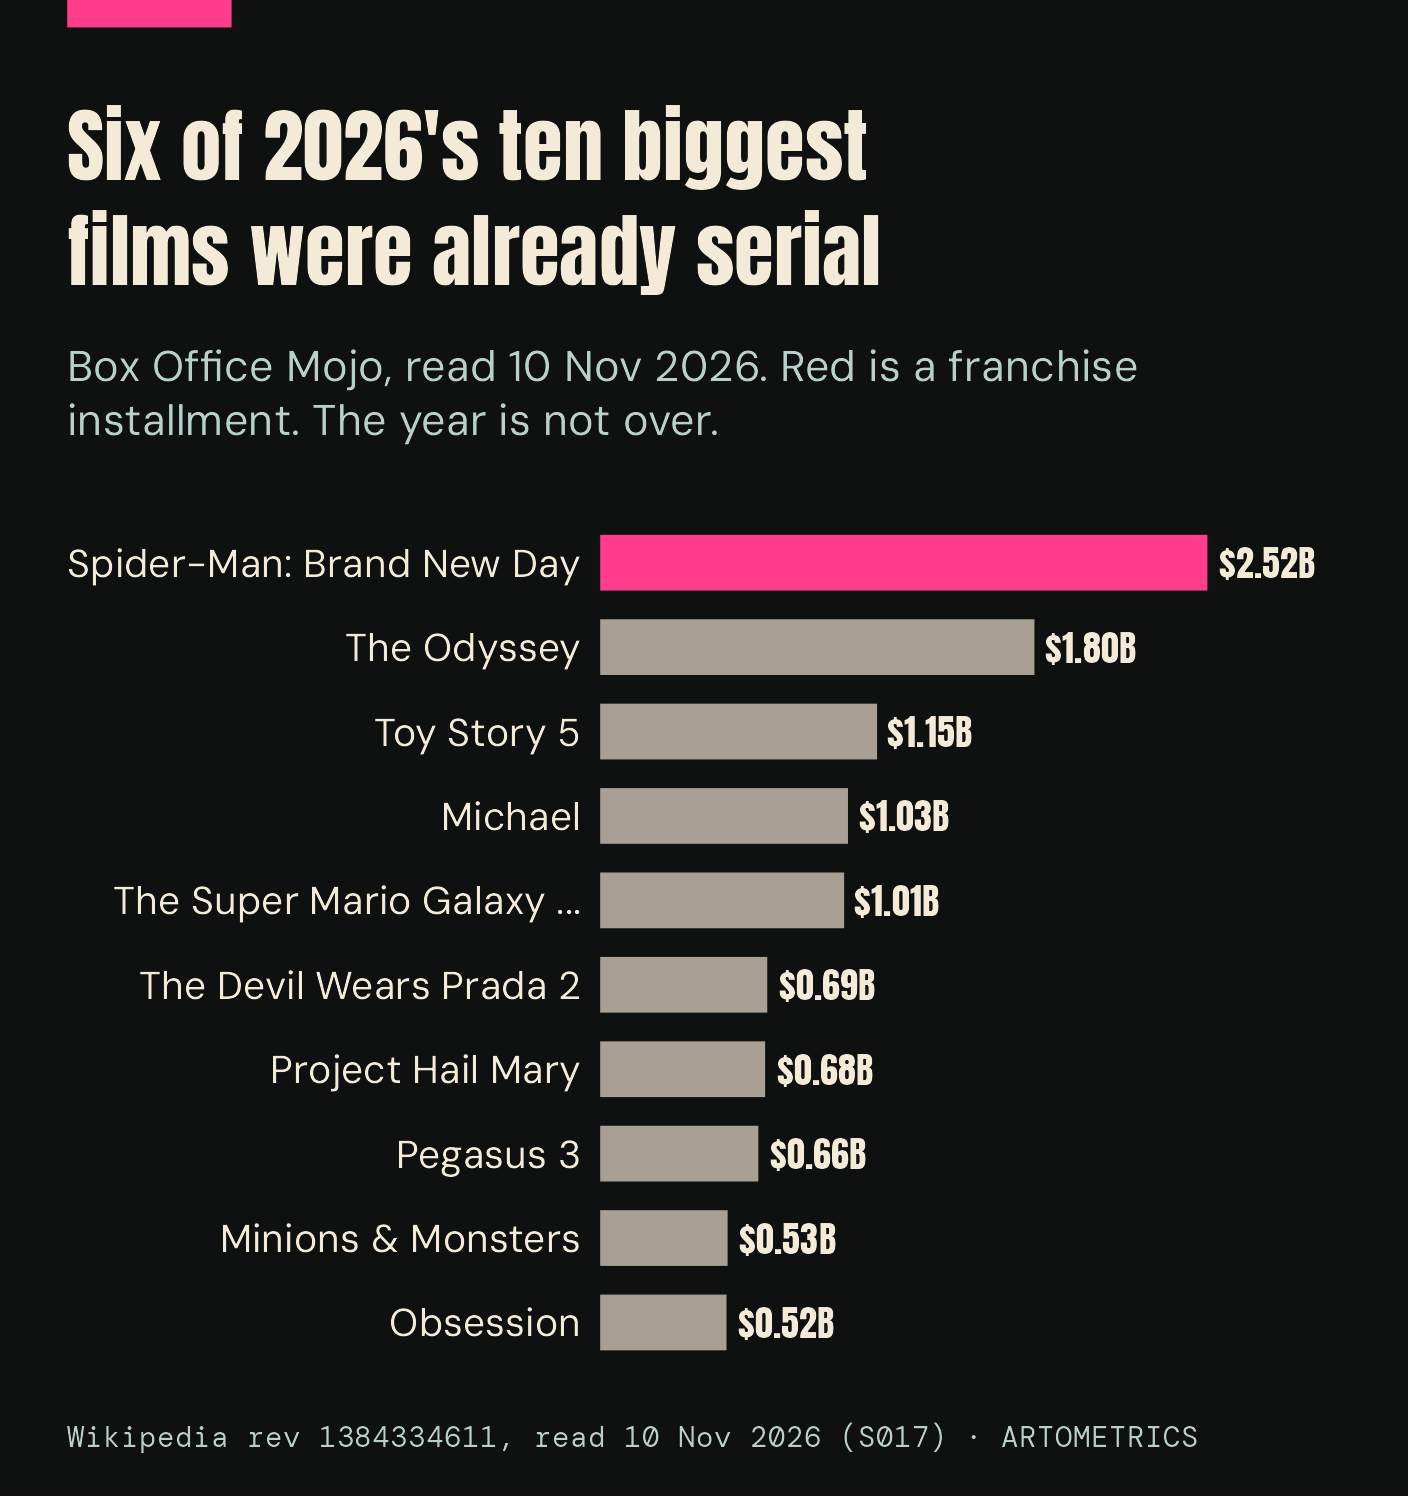 Six of 2026's ten biggest
films were already serial
Box Office Mojo, read 10 Nov 2026. Red is a franchise
installment. The year is not over.
Spider-Man: Brand New Day $2.52B
The Odyssey $1.80B
Toy Story 5 $1.15B
Michael $1.03B
The Super Mario Galaxy ... $1.01B
The Devil Wears Prada 2 $0.69B
Project Hail Mary $0.68B
Pegasus 3 $0.66B
Minions & Monsters $0.53B
Obsession $0.52B
Wikipedia rev 1384334611, read 10 Nov 2026 (S017) · ARTOMETRICS